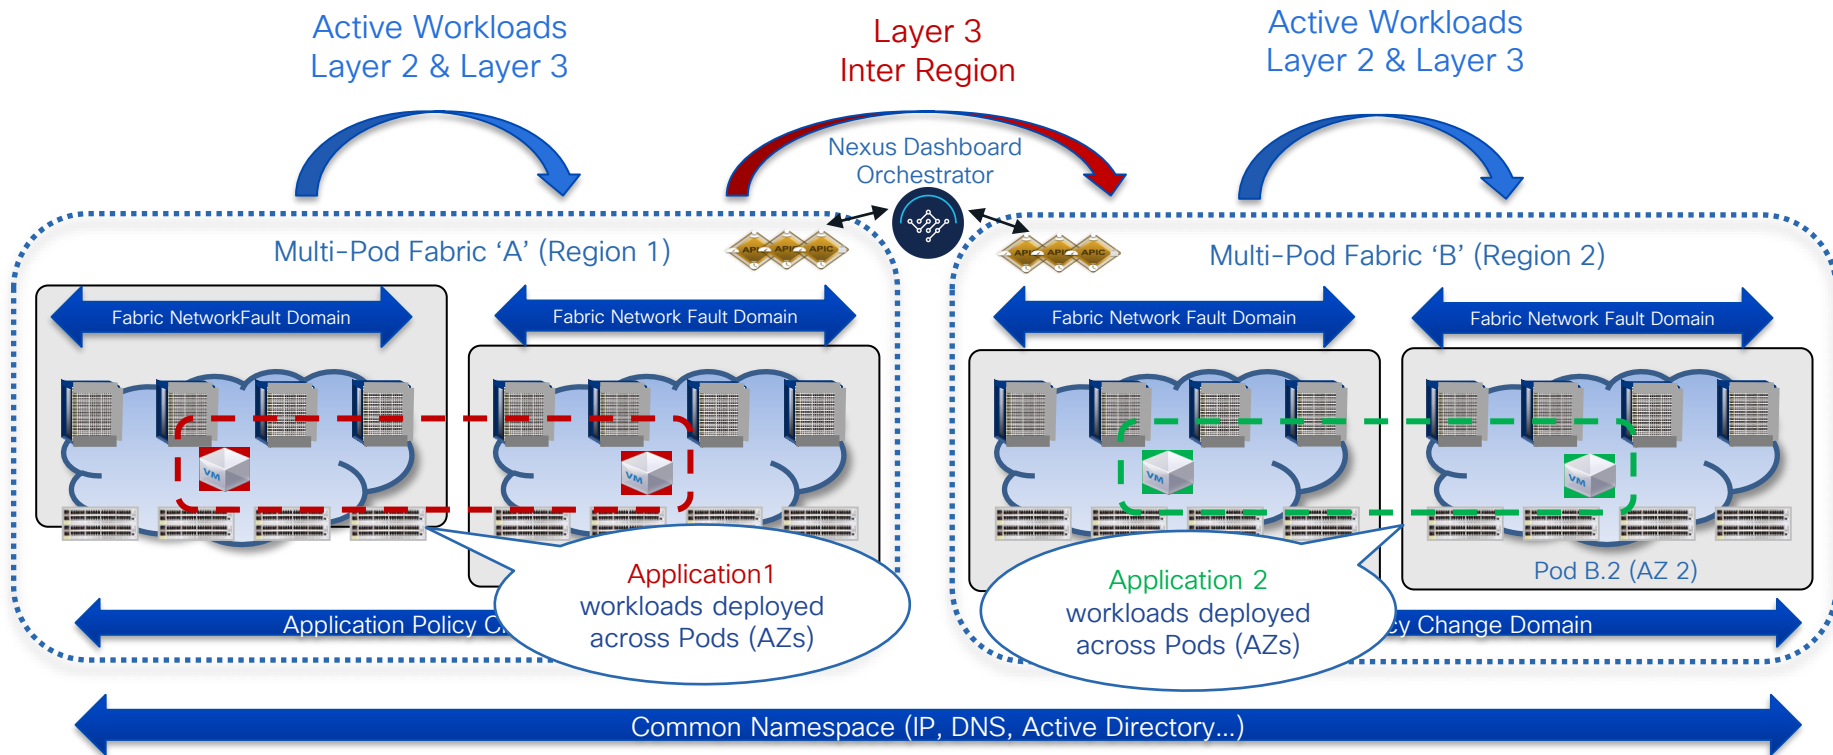 Active Workloads
Layer 2 & Layer 3
Layer 3
Inter Region
Active Workloads
Layer 2 & Layer 3
Nexus Dashboard
Orchestrator
Multi-Pod Fabric ‘A’ (Region 1)
APIC APIC APIC
APIC APIC APIC
Multi-Pod Fabric ‘B’ (Region 2)
Fabric NetworkFault Domain
Fabric Network Fault Domain
Fabric Network Fault Domain
Fabric Network Fault Domain
VM
VM
VM
VM
Application1
workloads deployed
across Pods (AZs)
Application 2
workloads deployed
across Pods (AZs)
Pod B.2 (AZ 2)
Application Policy C
cy Change Domain
Common Namespace (IP, DNS, Active Directory...)